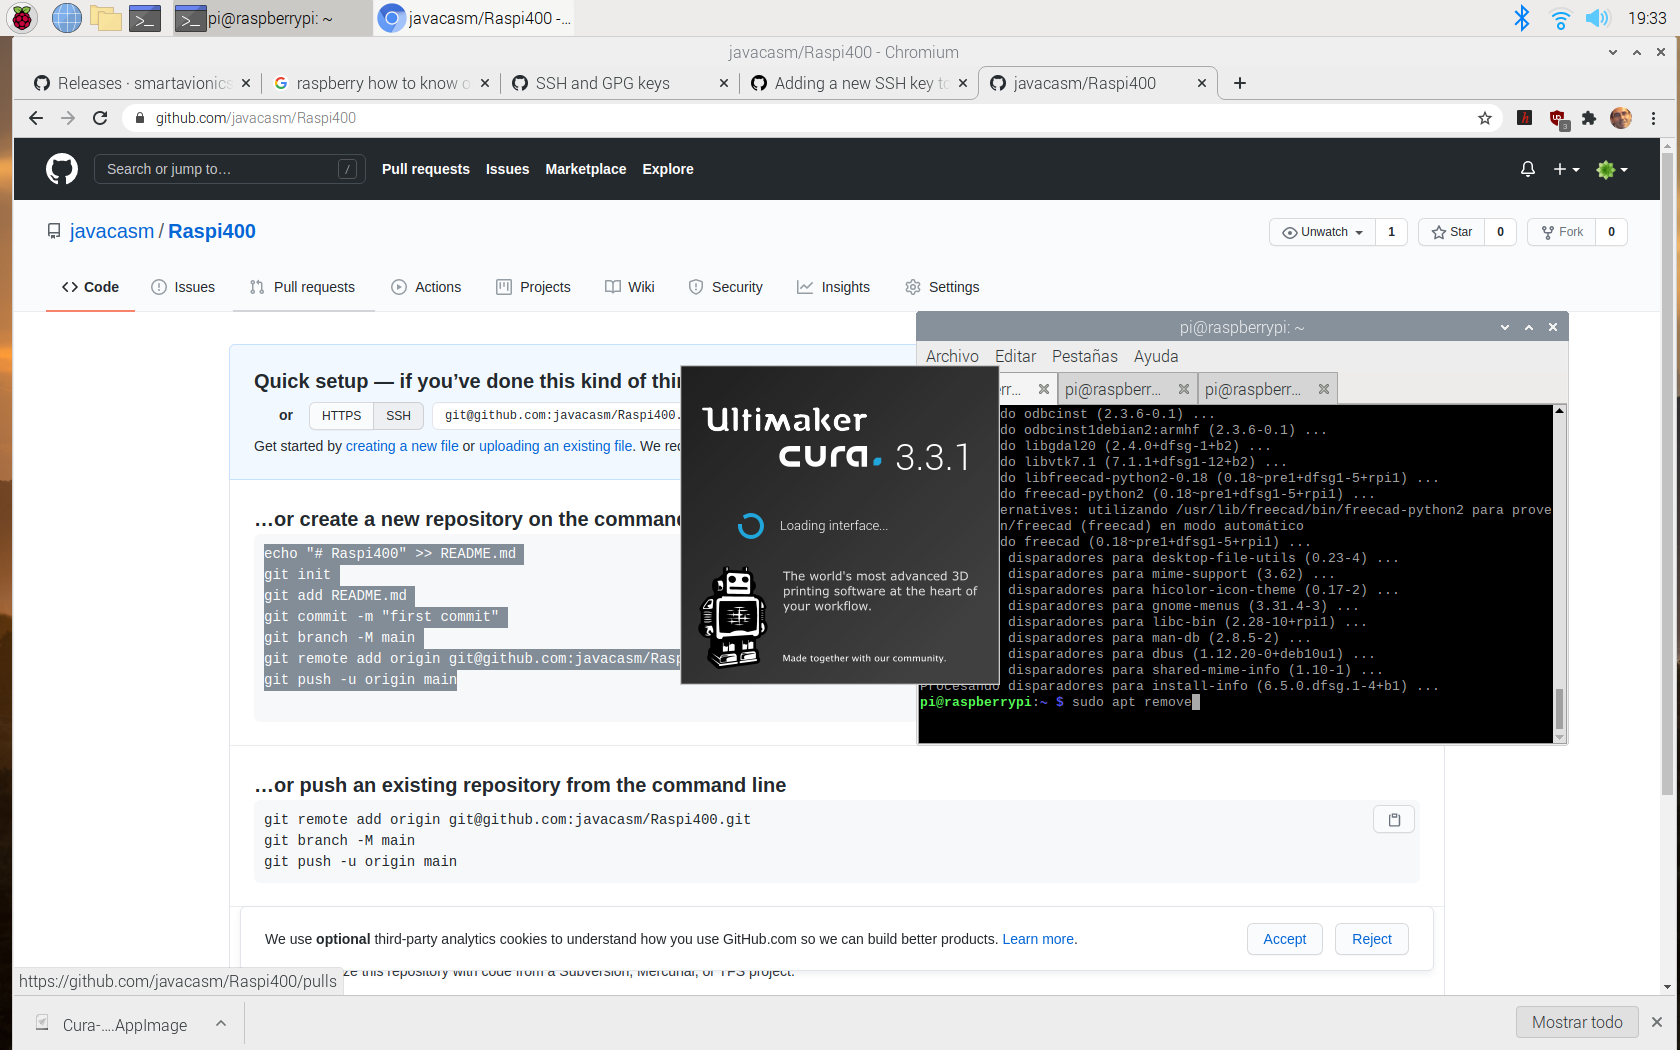 pi@raspberrypi: ~
javacasm/Raspi400 -...
19:33
javacasm/Raspi400 - Chromium
Releases · smartavionics
raspberry how to know o
SSH and GPG keys
Adding a new SSH key to
javacasm/Raspi400
github.com/javacasm/Raspi400
3
Search or jump to…
/
Pull requests
Issues
Marketplace
Explore
javacasm / Raspi400
Unwatch 1
Star 0
Fork 0
Code
Issues
Pull requests
Actions
Projects
Wiki
Security
Insights
Settings
Quick setup — if you've done this kind of thin
or
HTTPS
SSH
git@github.com:javacasm/Raspi400.
Get started by creating a new file or uploading an existing file. We rec
…or create a new repository on the comman
echo "# Raspi400" >> README.md
git init
git add README.md
git commit -m "first commit"
git branch -M main
git remote add origin git@github.com:javacasm/Rasp
git push -u origin main
Ultimaker
cura. 3.3.1
Loading interface...
The world's most advanced 3D
printing software at the heart of
your workflow.
Made together with our community.
pi@raspberrypi: ~
Archivo
Editar
Pestañas
Ayuda
rr...
pi@raspberr...
pi@raspberr...
do odbcinst (2.3.6-0.1) ...
do odbcinst1debian2:armhf (2.3.6-0.1) ...
do libgdal20 (2.4.0+dfsg-1+b2) ...
do libvtk7.1 (7.1.1+dfsg1-12+b2) ...
do libfreecad-python2-0.18 (0.18~pre1+dfsg1-5+rpi1) ...
do freecad-python2 (0.18~pre1+dfsg1-5+rpi1) ...
ernatives: utilizando /usr/lib/freecad/bin/freecad-python2 para prove
n/freecad (freecad) en modo automático
do freecad (0.18~pre1+dfsg1-5+rpi1) ...
disparadores para desktop-file-utils (0.23-4) ...
disparadores para mime-support (3.62) ...
disparadores para hicolor-icon-theme (0.17-2) ...
disparadores para gnome-menus (3.31.4-3) ...
disparadores para libc-bin (2.28-10+rpi1) ...
disparadores para man-db (2.8.5-2) ...
disparadores para dbus (1.12.20-0+deb10u1) ...
disparadores para shared-mime-info (1.10-1) ...
Procesando disparadores para install-info (6.5.0.dfsg.1-4+b1) ...
pi@raspberrypi:~ $ sudo apt remove
…or push an existing repository from the command line
git remote add origin git@github.com:javacasm/Raspi400.git
git branch -M main
git push -u origin main
We use optional third-party analytics cookies to understand how you use GitHub.com so we can build better products. Learn more.
Accept
Reject
ze this repository with code from a Subversion, Mercurial, or TFS project.
https://github.com/javacasm/Raspi400/pulls
Cura-....AppImage
Mostrar todo